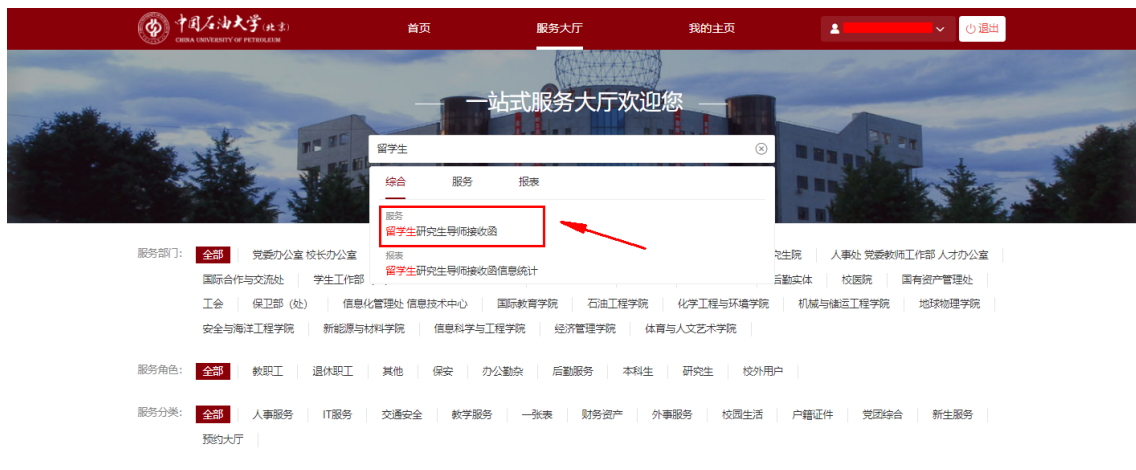 中国石油大学(北京) 首页 服务大厅 我的主页 退出
CHINA UNIVERSITY OF PETROLEUM
一站式服务大厅欢迎您
留学生
综合 服务 报表
服务
留学生研究生导师接收函
报表
留学生研究生导师接收函信息统计
服务部门: 全部 党委办公室 校长办公室 究生院 人事处 党委教师工作部 人才办公室
国际合作与交流处 学生工作部 后勤实体 校医院 国有资产管理处
工会 保卫部（处） 信息化管理处 信息技术中心 国际教育学院 石油工程学院 化学工程与环境学院 机械与储运工程学院 地球物理学院
安全与海洋工程学院 新能源与材料学院 信息科学与工程学院 经济管理学院 体育与人文艺术学院
服务角色: 全部 教职工 退休职工 其他 保安 办公勤杂 后勤服务 本科生 研究生 校外用户
服务分类: 全部 人事服务 IT服务 交通安全 教学服务 一张表 财务资产 外事服务 校园生活 户籍证件 党团综合 新生服务
预约大厅